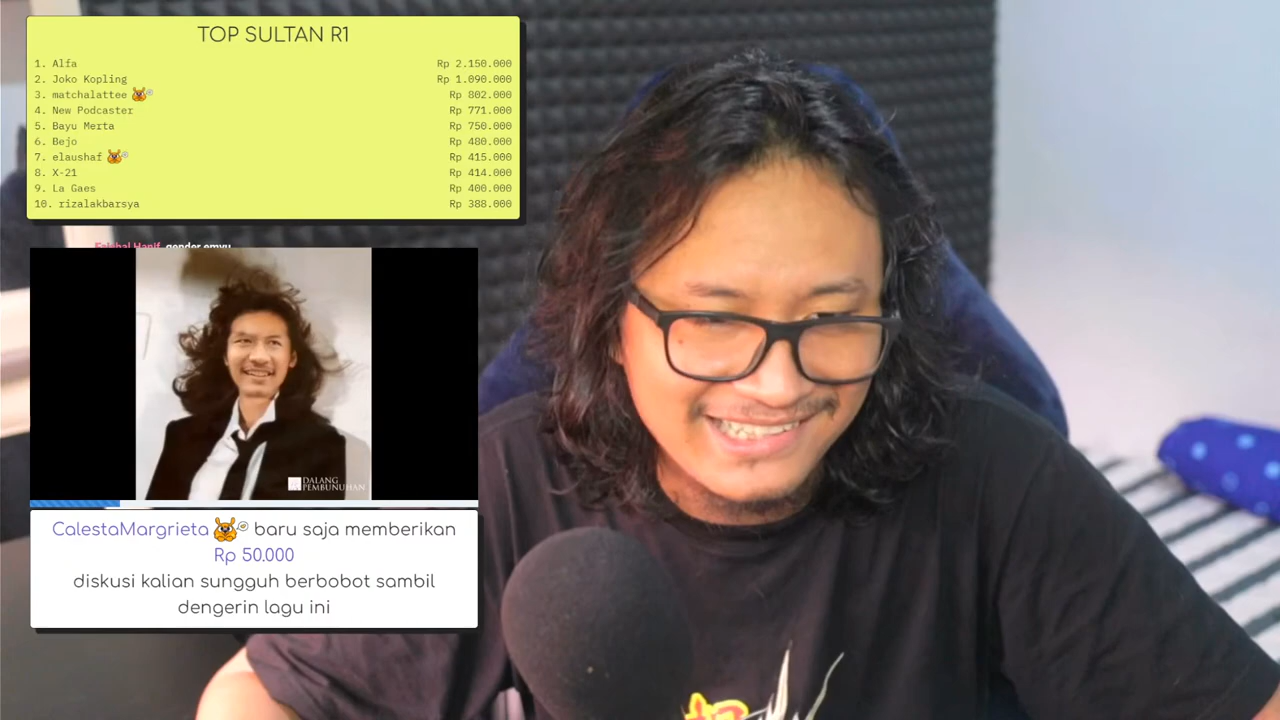 TOP SULTAN R1
1. Alfa Rp 2.150.000
2. Joko Kopling Rp 1.090.000
3. matchalattee Rp 802.000
4. New Podcaster Rp 771.000
5. Bayu Merta Rp 750.000
6. Bejo Rp 480.000
7. elaushaf Rp 415.000
8. X-21 Rp 414.000
9. La Gaes Rp 400.000
10. rizalakbarsya Rp 388.000
Faishal Hanif gender emyu
DALANG
PEMBUNUHAN
CalestaMargrieta baru saja memberikan
Rp 50.000
diskusi kalian sungguh berbobot sambil
dengerin lagu ini